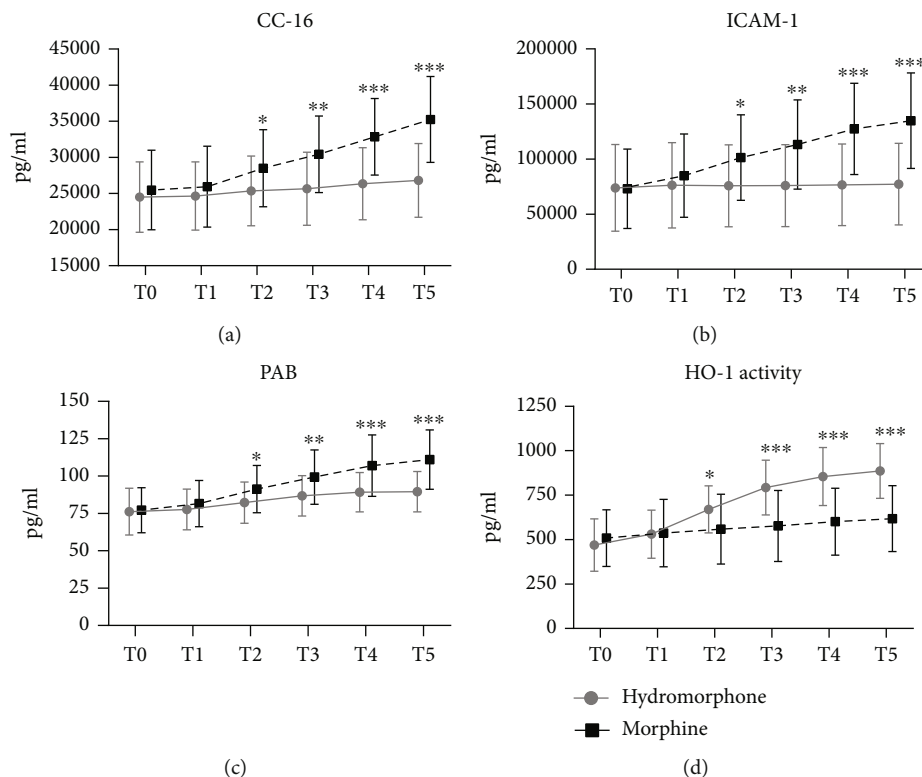 CC-16
45000
40000
35000
30000
25000
20000
15000
pg/ml
*
**
***
***
T0 T1 T2 T3 T4 T5
(a)
ICAM-1
200000
150000
100000
50000
0
pg/ml
*
**
***
***
T0 T1 T2 T3 T4 T5
(b)
PAB
150
125
100
75
50
25
0
pg/ml
*
**
***
***
T0 T1 T2 T3 T4 T5
(c)
HO-1 activity
1250
1000
750
500
250
0
pg/ml
*
***
***
***
T0 T1 T2 T3 T4 T5
Hydromorphone
Morphine
(d)